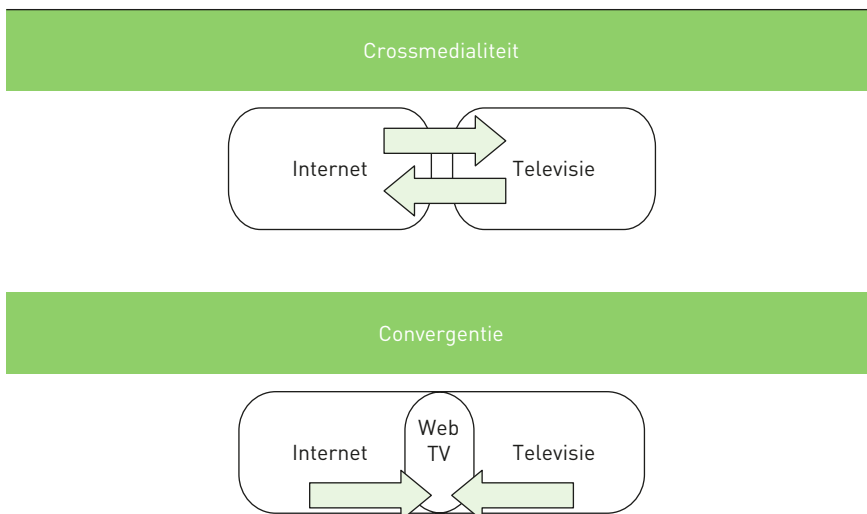 Crossmedialiteit
Internet
Televisie
Convergentie
Web
TV
Internet
Televisie